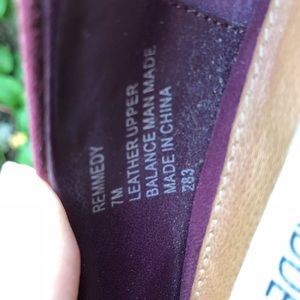 REMMEDY
7M
LEATHER UPPER
BALANCE MAN MADE
MADE IN CHINA
283